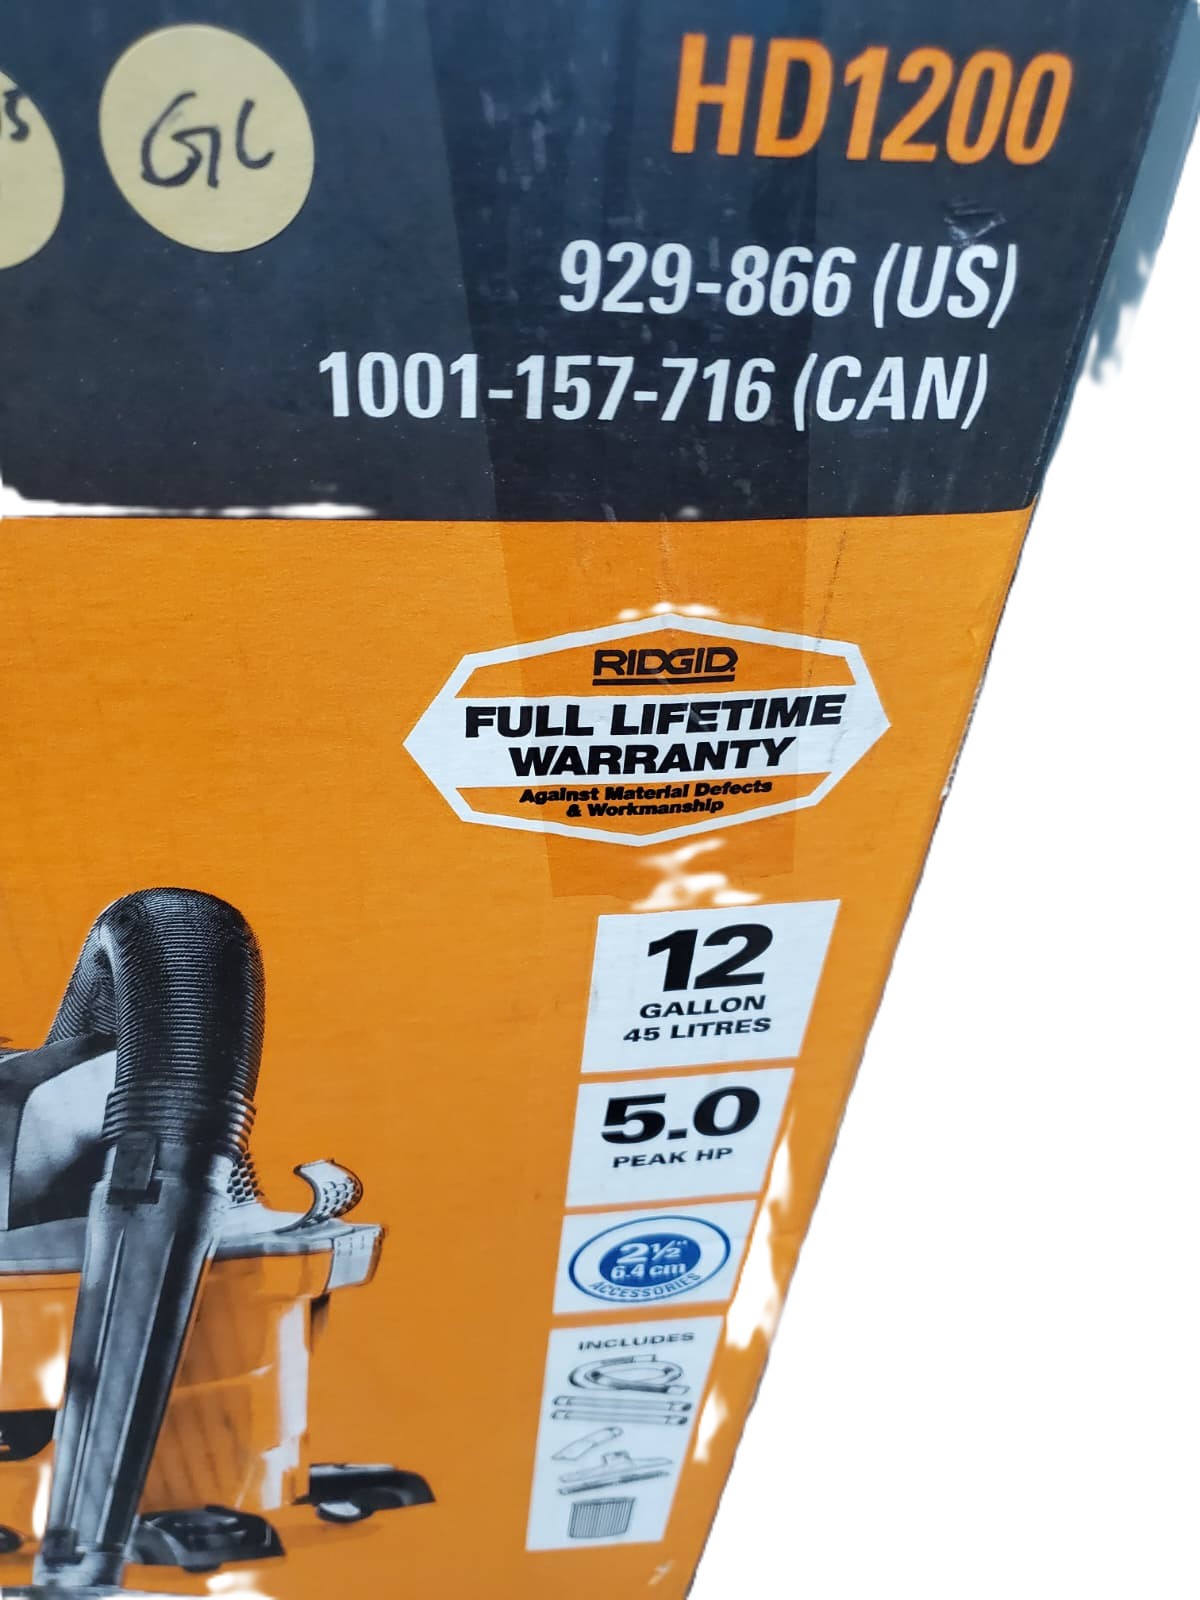 GL
HD1200
929-866 (US)
1001-157-716 (CAN)
RIDGID
FULL LIFETIME
WARRANTY
Against Material Defects
& Workmanship
12
GALLON
45 LITRES
5.0
PEAK HP
2½"
6.4 cm
ACCESSORIES
INCLUDES